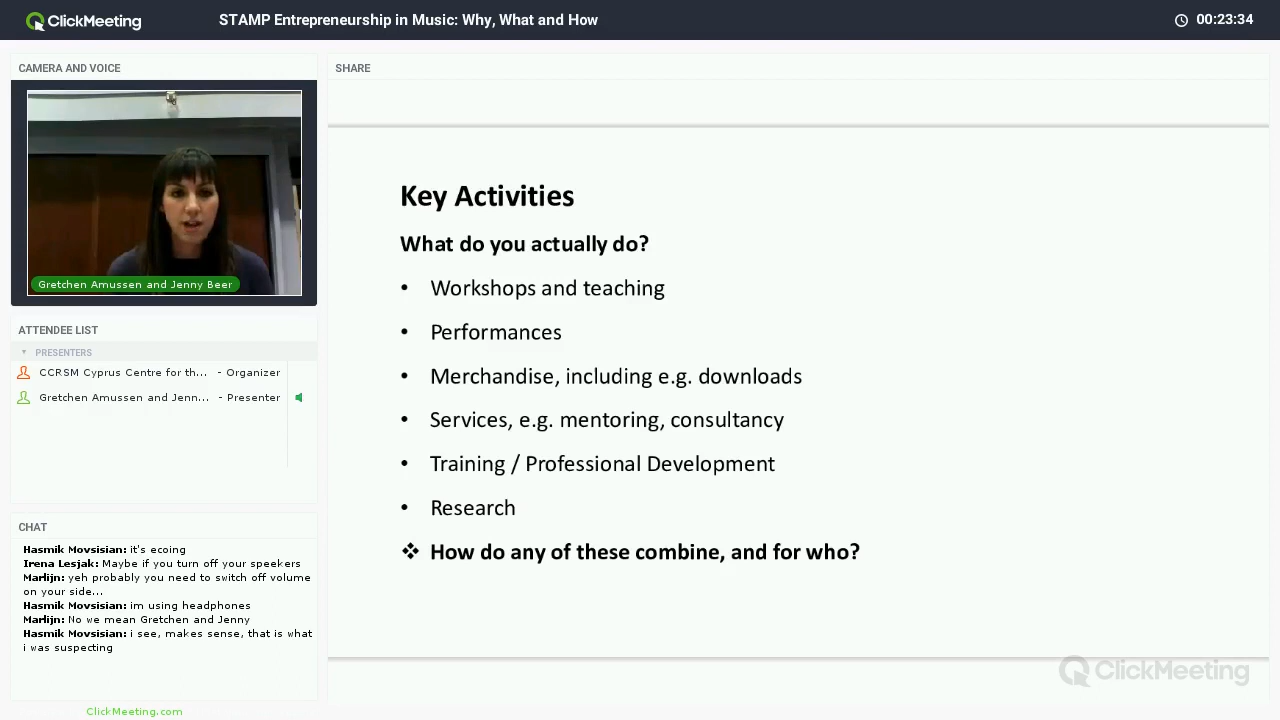 ClickMeeting
STAMP Entrepreneurship in Music: Why, What and How
00:23:34
CAMERA AND VOICE
Gretchen Amussen and Jenny Beer
ATTENDEE LIST
PRESENTERS
CCRSM Cyprus Centre for th... - Organizer
Gretchen Amussen and Jenn... - Presenter
CHAT
Hasmik Movsisian: it's ecoing
Irena Lesjak: Maybe if you turn off your speekers
Marlijn: yeh probably you need to switch off volume
on your side...
Hasmik Movsisian: im using headphones
Marlijn: No we mean Gretchen and Jenny
Hasmik Movsisian: i see, makes sense, that is what
i was suspecting
ClickMeeting.com
SHARE
Key Activities
What do you actually do?
• Workshops and teaching
• Performances
• Merchandise, including e.g. downloads
• Services, e.g. mentoring, consultancy
• Training / Professional Development
• Research
❖ How do any of these combine, and for who?
ClickMeeting